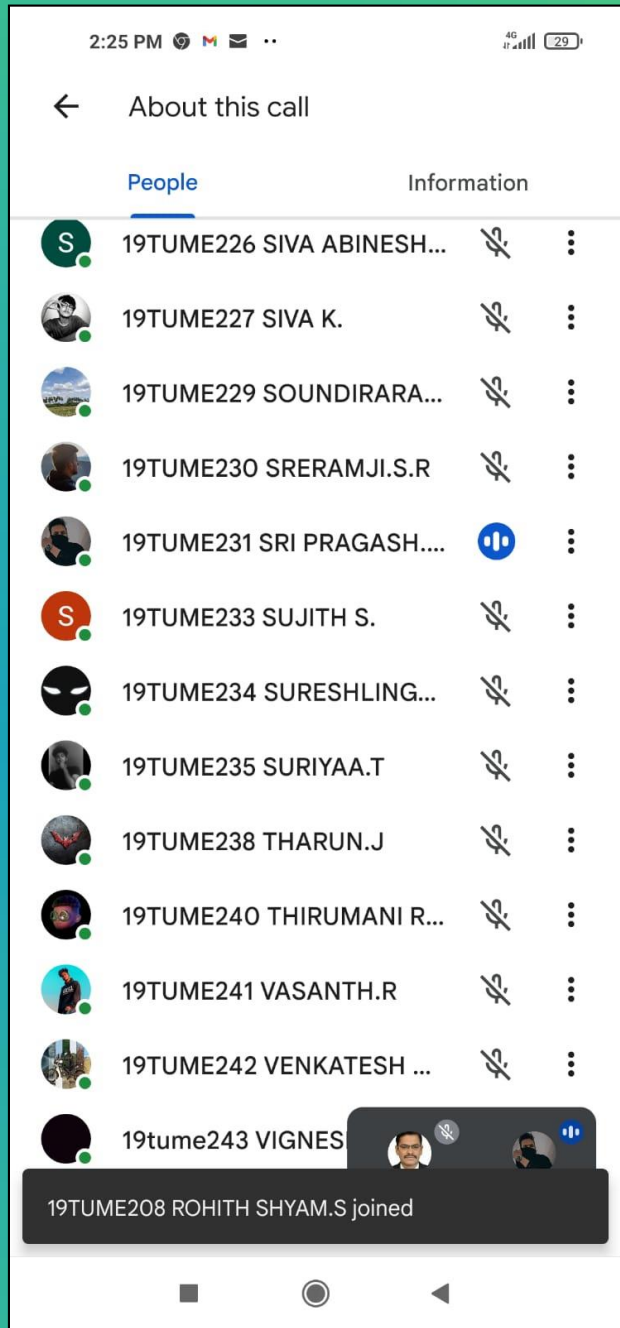 2:25 PM
4G
29
About this call
People Information
S 19TUME226 SIVA ABINESH...
19TUME227 SIVA K.
19TUME229 SOUNDIRARA...
19TUME230 SRERAMJI.S.R
19TUME231 SRI PRAGASH....
S 19TUME233 SUJITH S.
19TUME234 SURESHLING...
19TUME235 SURIYAA.T
19TUME238 THARUN.J
19TUME240 THIRUMANI R...
19TUME241 VASANTH.R
19TUME242 VENKATESH ...
19tume243 VIGNES
19TUME208 ROHITH SHYAM.S joined